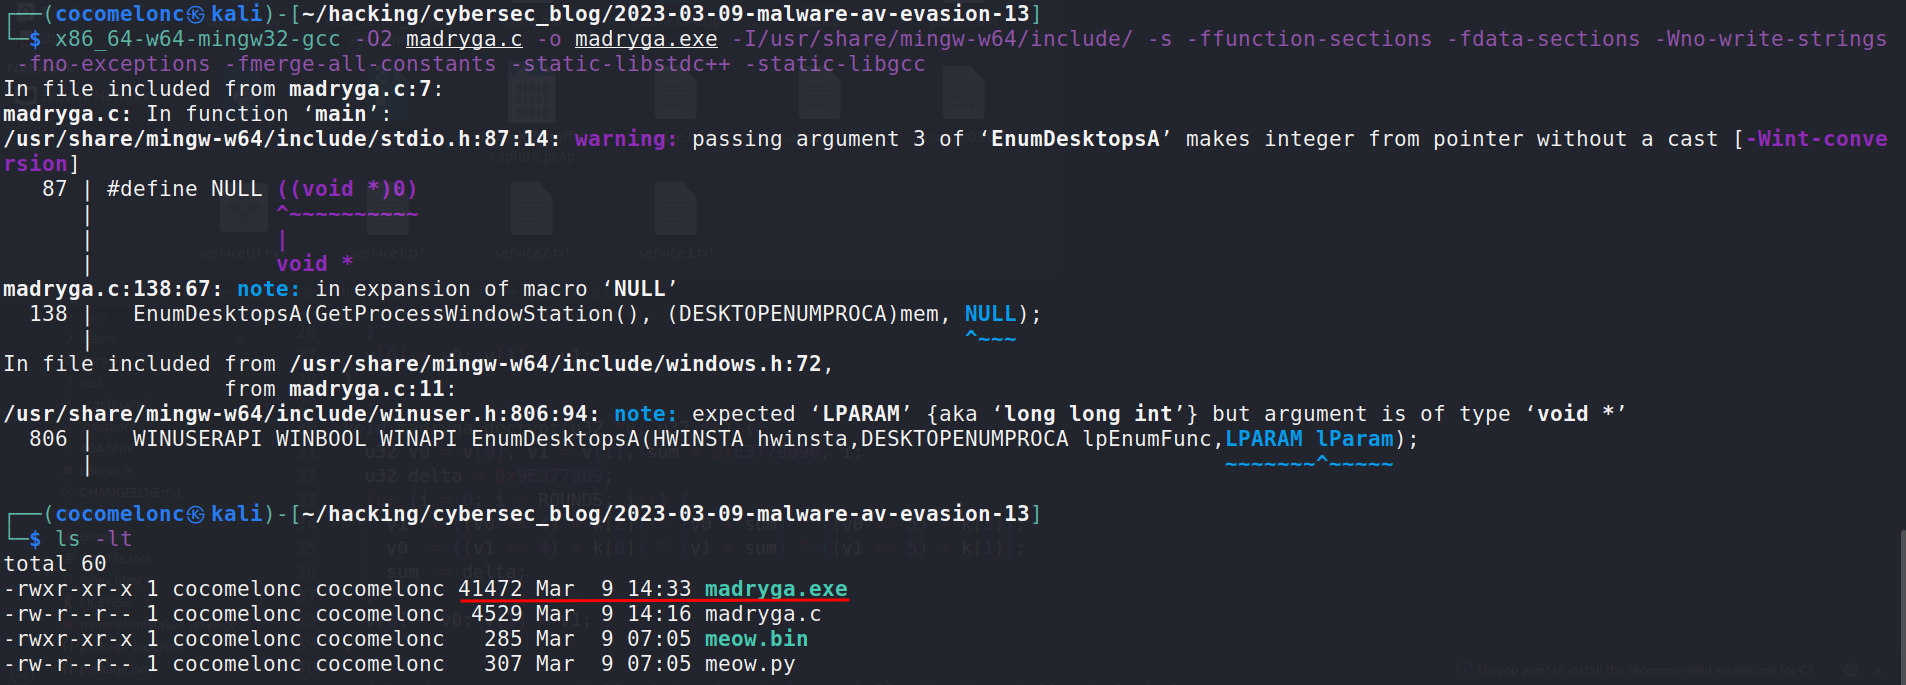 ┌──(cocomelonc㉿kali)-[~/hacking/cybersec_blog/2023-03-09-malware-av-evasion-13]
└─$ x86_64-w64-mingw32-gcc -O2 madryga.c -o madryga.exe -I/usr/share/mingw-w64/include/ -s -ffunction-sections -fdata-sections -Wno-write-strings
-fno-exceptions -fmerge-all-constants -static-libstdc++ -static-libgcc
In file included from madryga.c:7:
madryga.c: In function ‘main’:
/usr/share/mingw-w64/include/stdio.h:87:14: warning: passing argument 3 of ‘EnumDesktopsA’ makes integer from pointer without a cast [-Wint-conve
rsion]
   87 | #define NULL ((void *)0)
      |              ^~~~~~~~~~~
      |              |
      |              void *
madryga.c:138:67: note: in expansion of macro ‘NULL’
  138 |   EnumDesktopsA(GetProcessWindowStation(), (DESKTOPENUMPROCA)mem, NULL);
      |                                                                   ^~~~
In file included from /usr/share/mingw-w64/include/windows.h:72,
                 from madryga.c:11:
/usr/share/mingw-w64/include/winuser.h:806:94: note: expected ‘LPARAM’ {aka ‘long long int’} but argument is of type ‘void *’
  806 |   WINUSERAPI WINBOOL WINAPI EnumDesktopsA(HWINSTA hwinsta,DESKTOPENUMPROCA lpEnumFunc,LPARAM lParam);
      |                                                                                       ~~~~~~~^~~~~~
┌──(cocomelonc㉿kali)-[~/hacking/cybersec_blog/2023-03-09-malware-av-evasion-13]
└─$ ls -lt
total 60
-rwxr-xr-x 1 cocomelonc cocomelonc 41472 Mar  9 14:33 madryga.exe
-rw-r--r-- 1 cocomelonc cocomelonc  4529 Mar  9 14:16 madryga.c
-rwxr-xr-x 1 cocomelonc cocomelonc   285 Mar  9 07:05 meow.bin
-rw-r--r-- 1 cocomelonc cocomelonc   307 Mar  9 07:05 meow.py